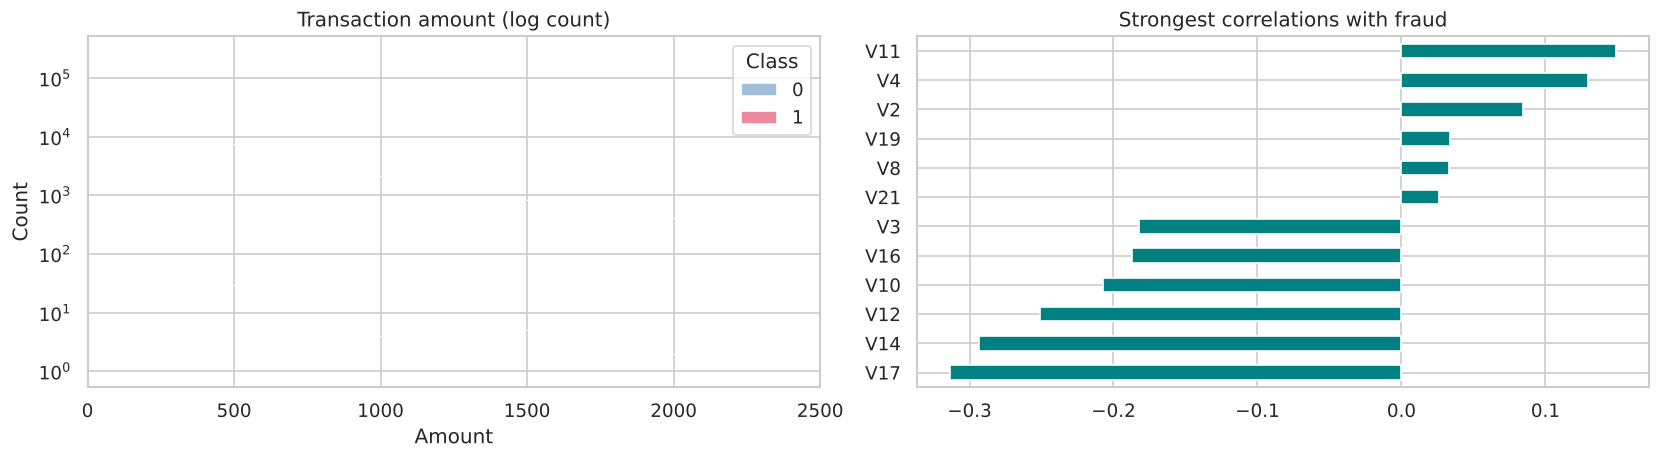 Transaction amount (log count)
Count
10⁵
10⁴
10³
10²
10¹
10⁰
0 500 1000 1500 2000 2500
Amount
Class
0
1
Strongest correlations with fraud
V11
V4
V2
V19
V8
V21
V3
V16
V10
V12
V14
V17
−0.3 −0.2 −0.1 0.0 0.1